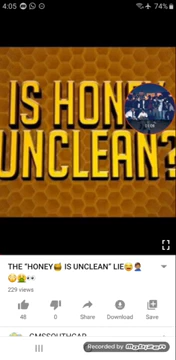 4:05
74%
IS HONEY
UNCLEAN?
THE "HONEY🍯 IS UNCLEAN" LIE
229 views
48
0
Share
Download
Save
GMSSOUTHCAR
Recorded by